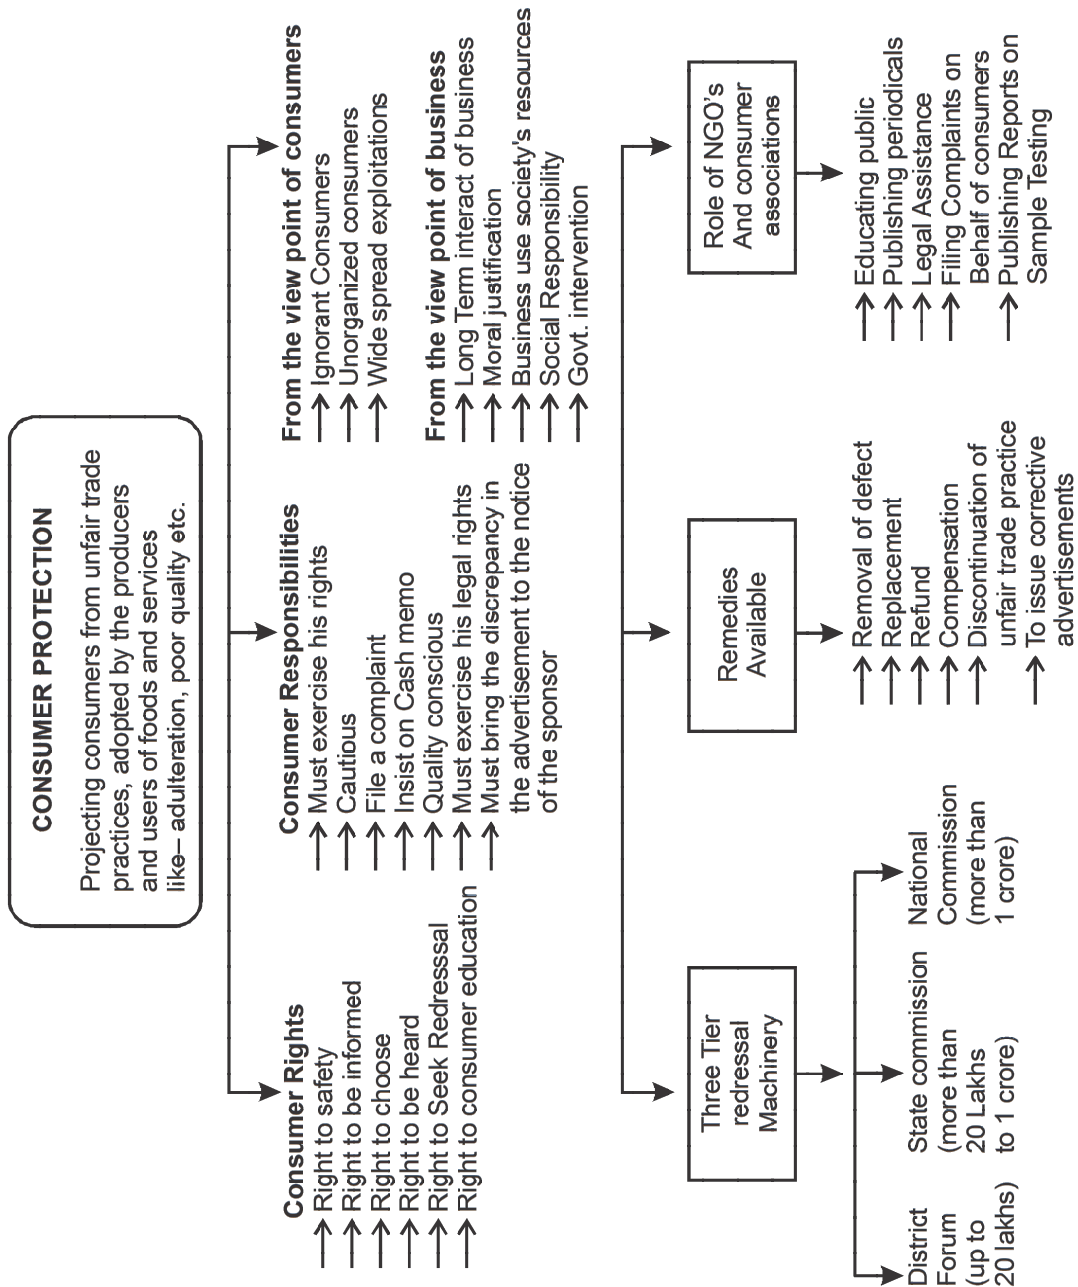 CONSUMER PROTECTION
Projecting consumers from unfair trade
practices, adopted by the producers
and users of foods and services
like– adulteration, poor quality etc.
Consumer Rights
Right to safety
Right to be informed
Right to choose
Right to be heard
Right to Seek Redresssal
Right to consumer education
Consumer Responsibilities
Must exercise his rights
Cautious
File a complaint
Insist on Cash memo
Quality conscious
Must exercise his legal rights
Must bring the discrepancy in
the advertisement to the notice
of the sponsor
From the view point of consumers
Ignorant Consumers
Unorganized consumers
Wide spread exploitations
From the view point of business
Long Term interact of business
Moral justification
Business use society's resources
Social Responsibility
Govt. intervention
Three Tier
redressal
Machinery
District
Forum
(up to
20 lakhs)
State commission
(more than
20 Lakhs
to 1 crore)
National
Commission
(more than
1 crore)
Remedies
Available
Removal of defect
Replacement
Refund
Compensation
Discontinuation of
unfair trade practice
To issue corrective
advertisements
Role of NGO's
And consumer
associations
Educating public
Publishing periodicals
Legal Assistance
Filing Complaints on
Behalf of consumers
Publishing Reports on
Sample Testing